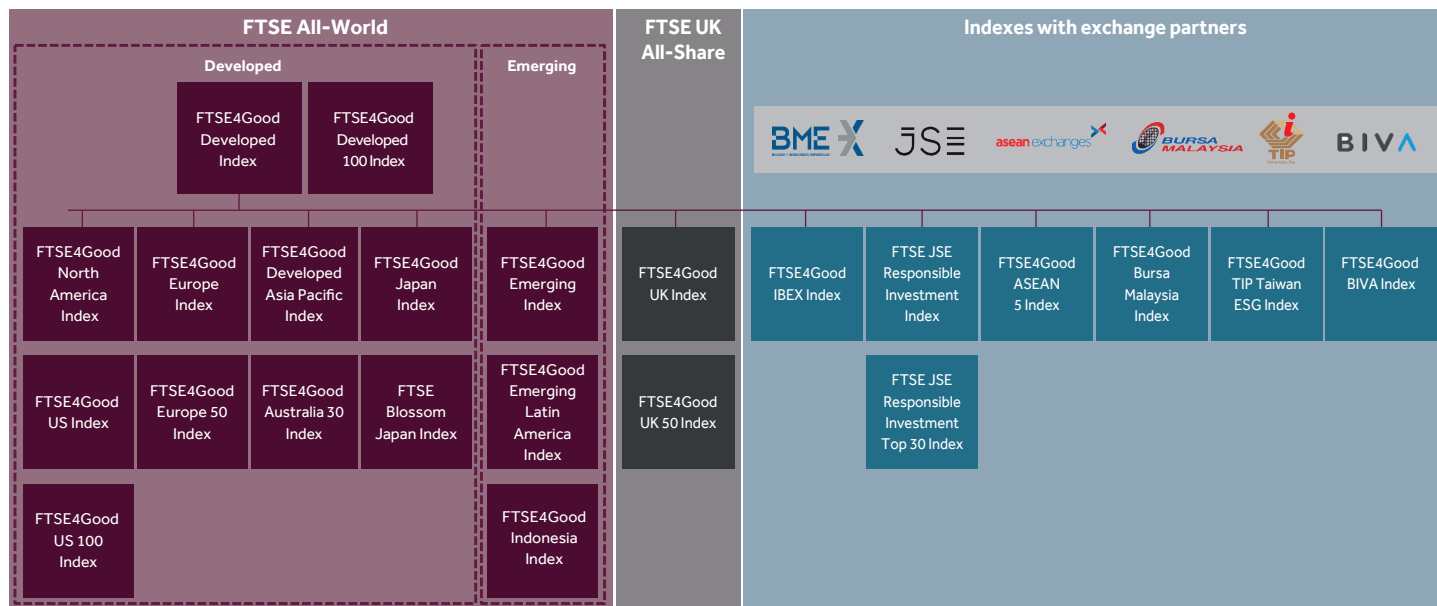 FTSE All-World
Developed
Emerging
FTSE4Good
Developed
Index
FTSE4Good
Developed
100 Index
FTSE4Good
North
America
Index
FTSE4Good
Europe
Index
FTSE4Good
Developed
Asia Pacific
Index
FTSE4Good
Japan
Index
FTSE4Good
Emerging
Index
FTSE4Good
US Index
FTSE4Good
Europe 50
Index
FTSE4Good
Australia 30
Index
FTSE
Blossom
Japan Index
FTSE4Good
Emerging
Latin
America
Index
FTSE4Good
US 100
Index
FTSE4Good
Indonesia
Index
FTSE UK
All-Share
FTSE4Good
UK Index
FTSE4Good
UK 50 Index
Indexes with exchange partners
BME X
BOLSAS Y MERCADOS ESPAÑOLES
JSE
asean exchanges
BURSA
MALAYSIA
TIP
BIVA
FTSE4Good
IBEX Index
FTSE JSE
Responsible
Investment
Index
FTSE4Good
ASEAN
5 Index
FTSE4Good
Bursa
Malaysia
Index
FTSE4Good
TIP Taiwan
ESG Index
FTSE4Good
BIVA Index
FTSE JSE
Responsible
Investment
Top 30 Index